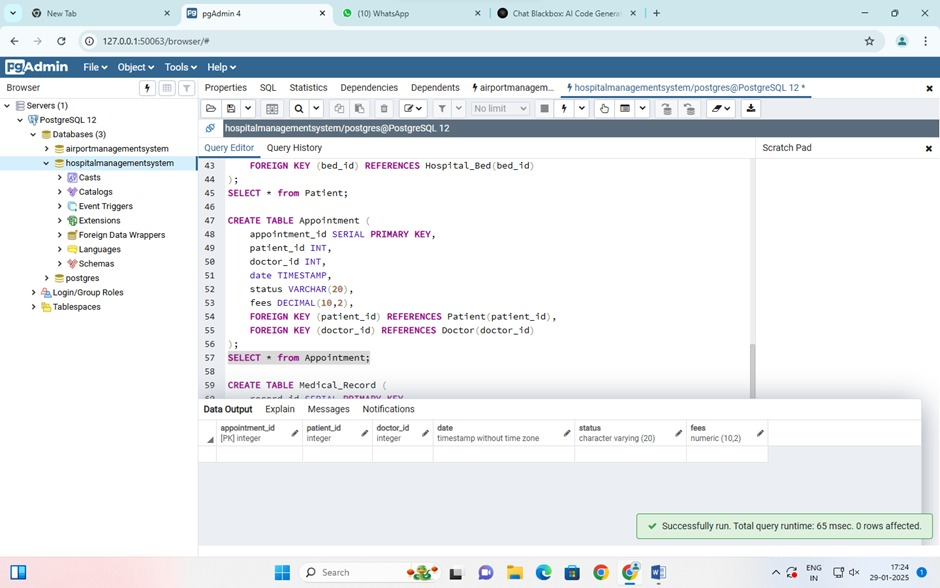 New Tab
pgAdmin 4
(10) WhatsApp
Chat Blackbox: AI Code Genera
127.0.0.1:50063/browser/#
pgAdmin File Object Tools Help
Browser
Properties SQL Statistics Dependencies Dependents airportmanagem... hospitalmanagementsystem/postgres@PostgreSQL 12 *
No limit
hospitalmanagementsystem/postgres@PostgreSQL 12
Query Editor Query History
Scratch Pad
Servers (1)
PostgreSQL 12
Databases (3)
airportmanagementsystem
hospitalmanagementsystem
Casts
Catalogs
Event Triggers
Extensions
Foreign Data Wrappers
Languages
Schemas
postgres
Login/Group Roles
Tablespaces
43 FOREIGN KEY (bed_id) REFERENCES Hospital_Bed(bed_id)
44 );
45 SELECT * from Patient;
46
47 CREATE TABLE Appointment (
48 appointment_id SERIAL PRIMARY KEY,
49 patient_id INT,
50 doctor_id INT,
51 date TIMESTAMP,
52 status VARCHAR(20),
53 fees DECIMAL(10,2),
54 FOREIGN KEY (patient_id) REFERENCES Patient(patient_id),
55 FOREIGN KEY (doctor_id) REFERENCES Doctor(doctor_id)
56 );
57 SELECT * from Appointment;
58
59 CREATE TABLE Medical_Record (
record_id SERIAL PRIMARY KEY
Data Output Explain Messages Notifications
appointment_id patient_id doctor_id date status fees
[PK] integer integer integer timestamp without time zone character varying (20) numeric (10,2)
Successfully run. Total query runtime: 65 msec. 0 rows affected.
Search
ENG
IN
17:24
29-01-2025
1